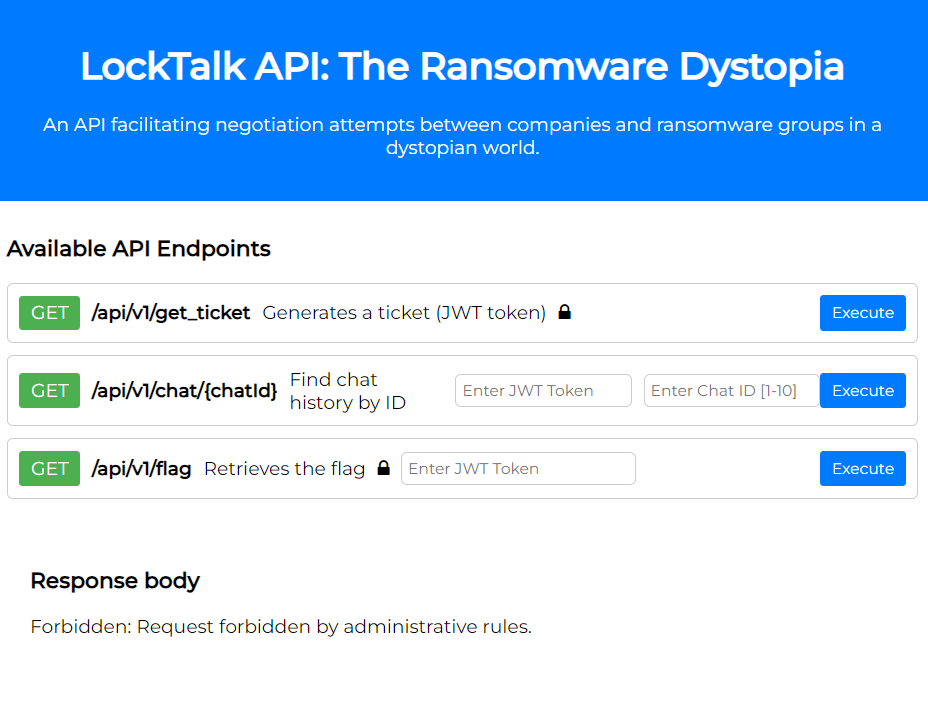 LockTalk API: The Ransomware Dystopia
An API facilitating negotiation attempts between companies and ransomware groups in a
dystopian world.
Available API Endpoints
GET /api/v1/get_ticket Generates a ticket (JWT token) Execute
GET /api/v1/chat/{chatId} Find chat
history by ID Enter JWT Token Enter Chat ID [1-10] Execute
GET /api/v1/flag Retrieves the flag Enter JWT Token Execute
Response body
Forbidden: Request forbidden by administrative rules.